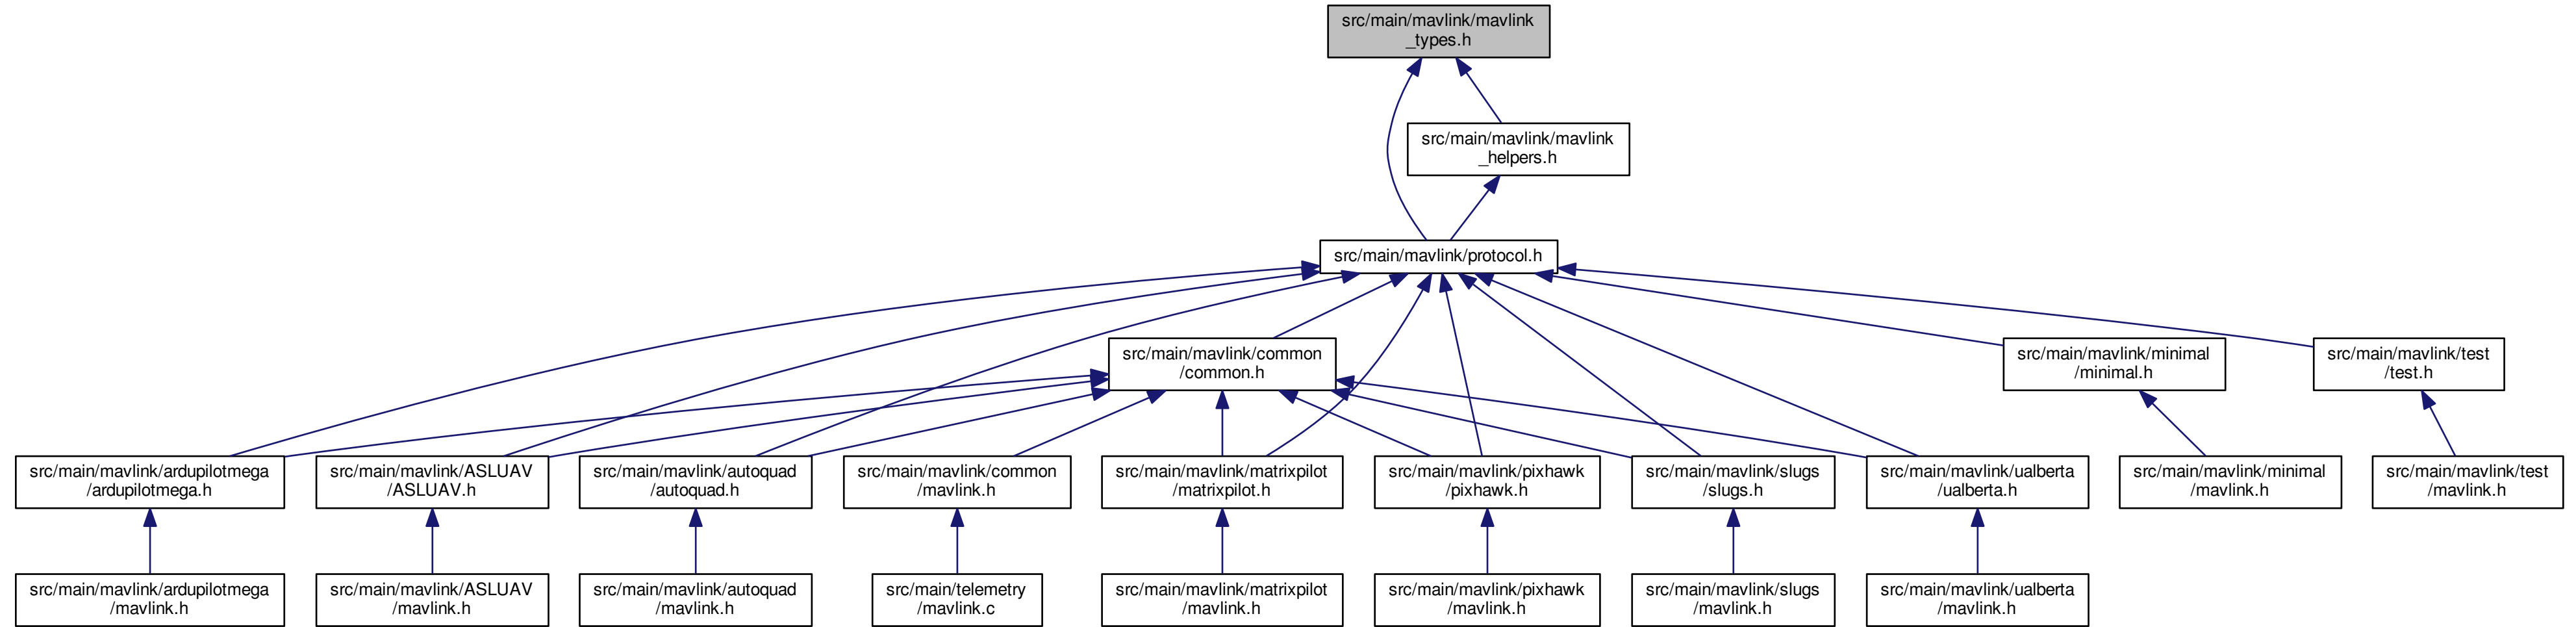 src/main/mavlink/mavlink
_types.h
src/main/mavlink/mavlink
_helpers.h
src/main/mavlink/protocol.h
src/main/mavlink/common
/common.h
src/main/mavlink/minimal
/minimal.h
src/main/mavlink/test
/test.h
src/main/mavlink/ardupilotmega
/ardupilotmega.h
src/main/mavlink/ASLUAV
/ASLUAV.h
src/main/mavlink/autoquad
/autoquad.h
src/main/mavlink/common
/mavlink.h
src/main/mavlink/matrixpilot
/matrixpilot.h
src/main/mavlink/pixhawk
/pixhawk.h
src/main/mavlink/slugs
/slugs.h
src/main/mavlink/ualberta
/ualberta.h
src/main/mavlink/minimal
/mavlink.h
src/main/mavlink/test
/mavlink.h
src/main/mavlink/ardupilotmega
/mavlink.h
src/main/mavlink/ASLUAV
/mavlink.h
src/main/mavlink/autoquad
/mavlink.h
src/main/telemetry
/mavlink.c
src/main/mavlink/matrixpilot
/mavlink.h
src/main/mavlink/pixhawk
/mavlink.h
src/main/mavlink/slugs
/mavlink.h
src/main/mavlink/ualberta
/mavlink.h